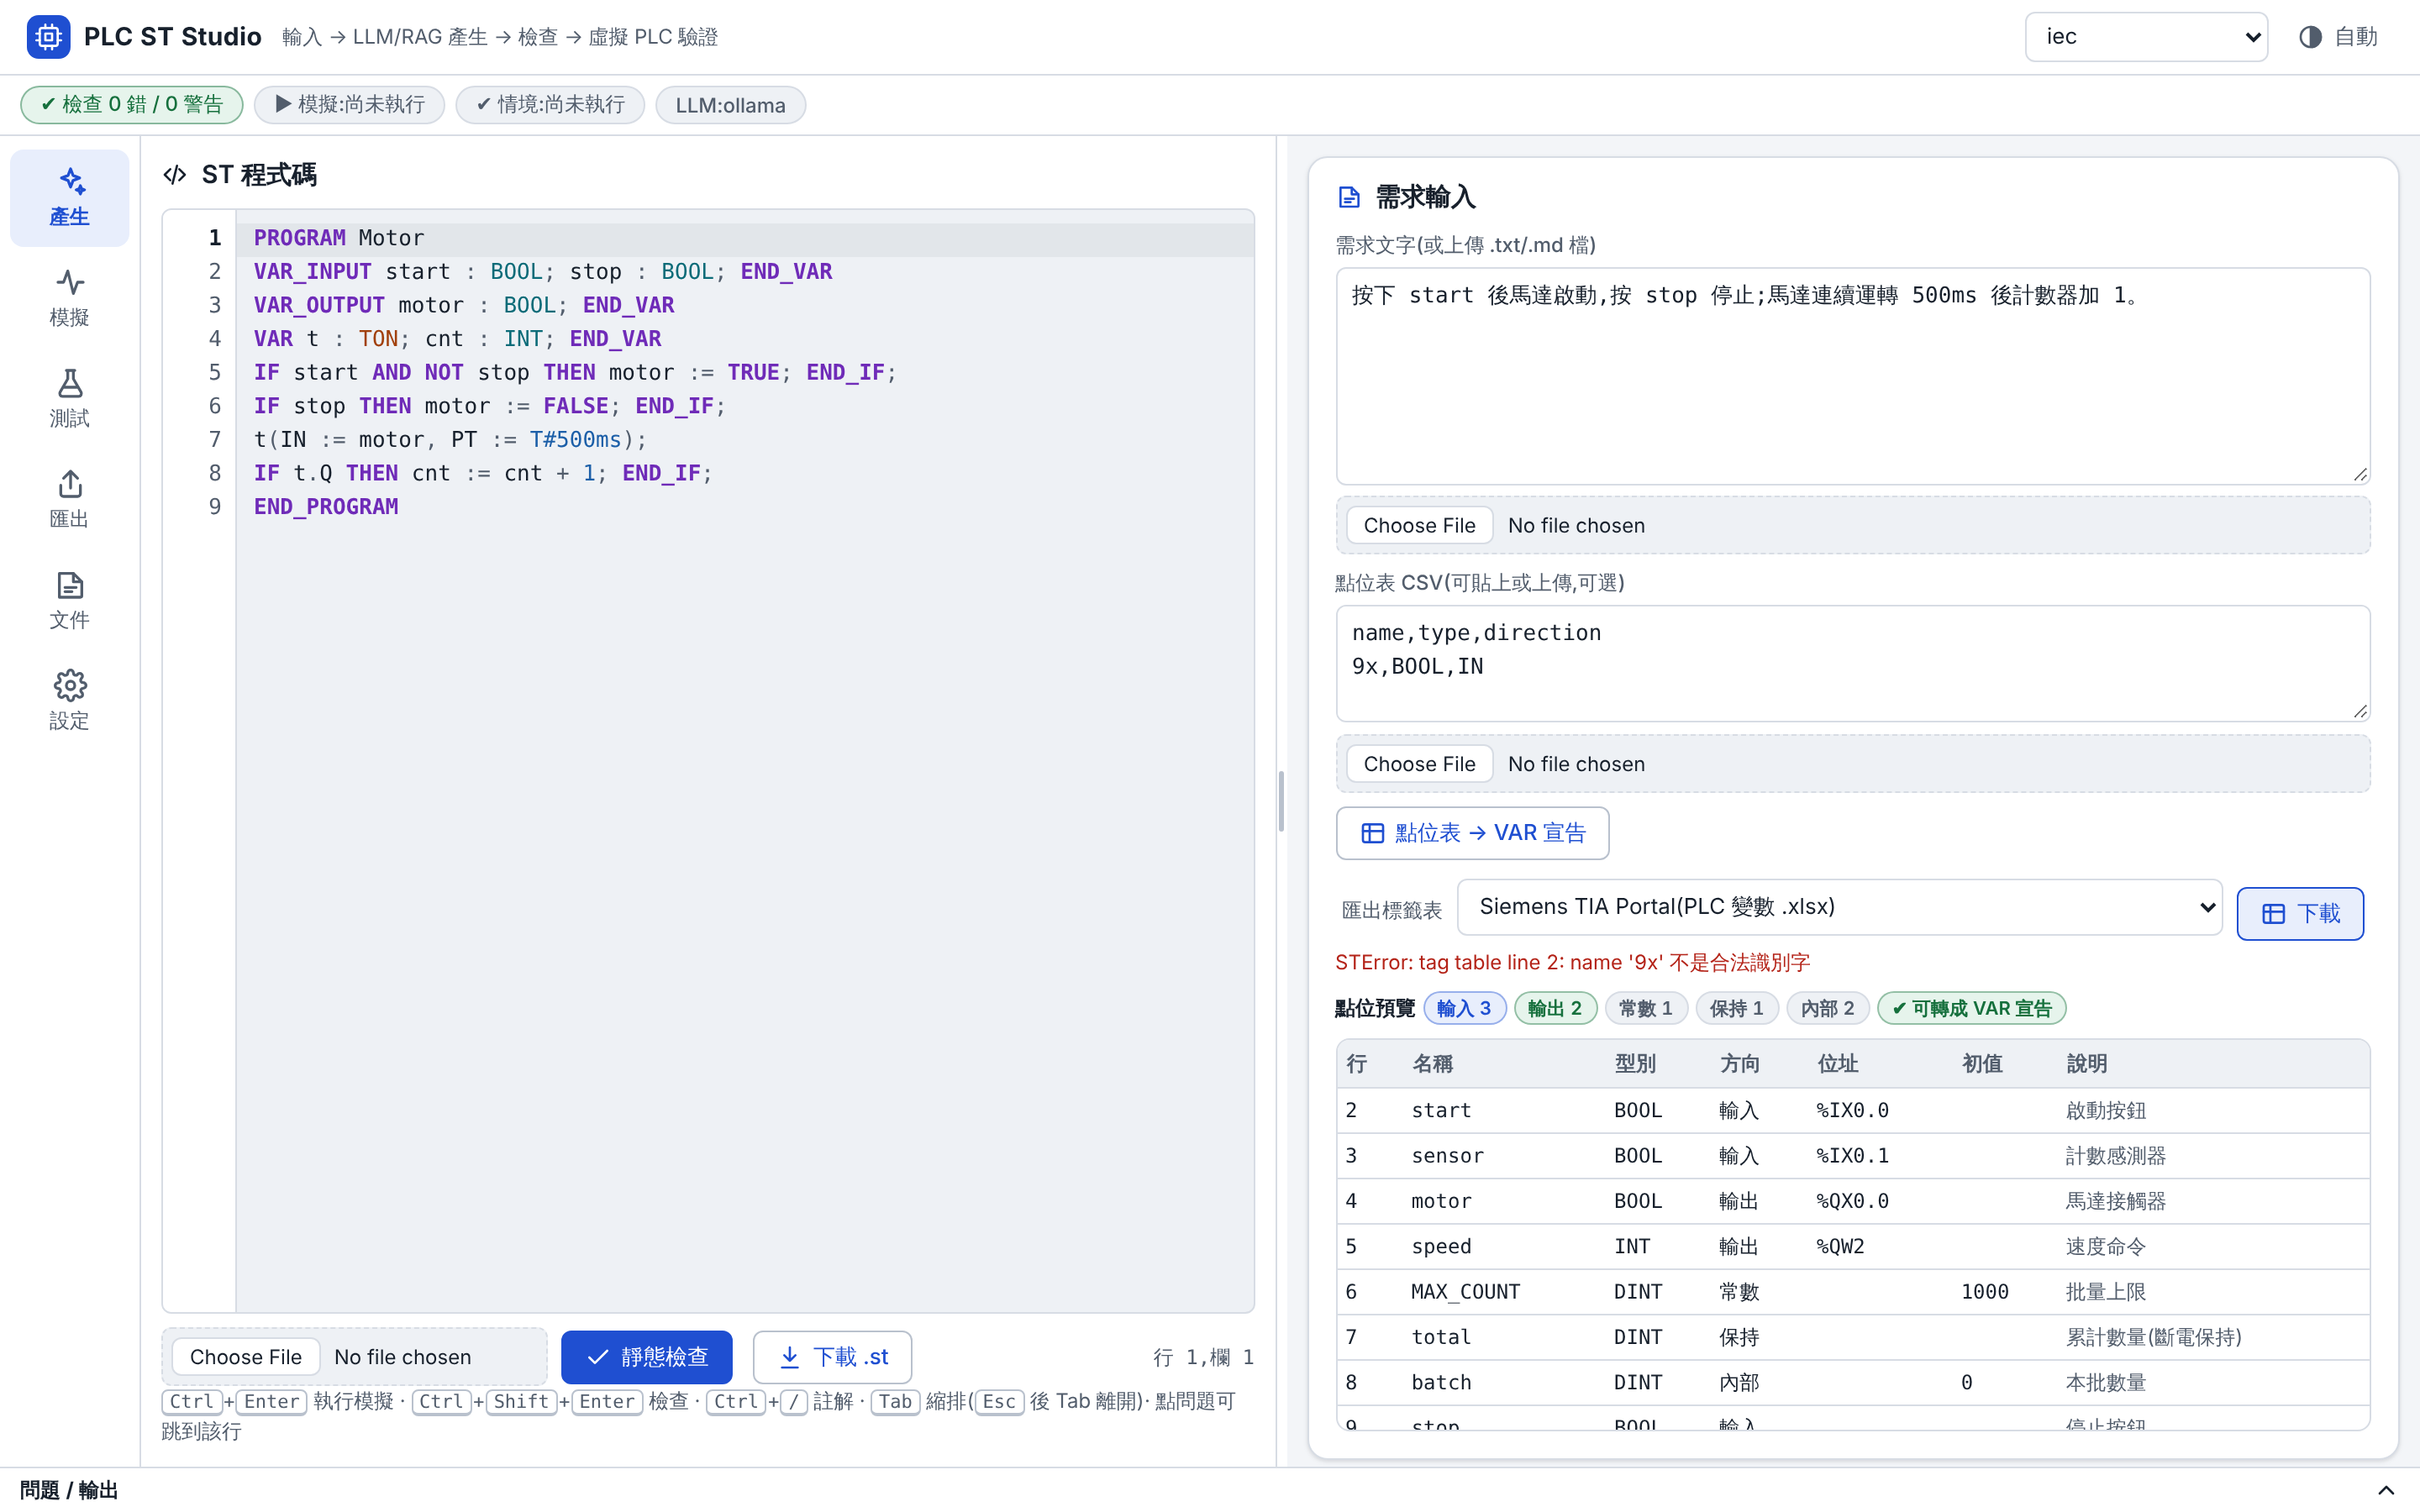 PLC ST Studio 輸入 → LLM/RAG 產生 → 檢查 → 虛擬 PLC 驗證
iec
自動
✔ 檢查 0 錯 / 0 警告
▶ 模擬:尚未執行
✔ 情境:尚未執行
LLM:ollama
產生
模擬
測試
匯出
文件
設定
ST 程式碼
1 PROGRAM Motor
2 VAR_INPUT start : BOOL; stop : BOOL; END_VAR
3 VAR_OUTPUT motor : BOOL; END_VAR
4 VAR t : TON; cnt : INT; END_VAR
5 IF start AND NOT stop THEN motor := TRUE; END_IF;
6 IF stop THEN motor := FALSE; END_IF;
7 t(IN := motor, PT := T#500ms);
8 IF t.Q THEN cnt := cnt + 1; END_IF;
9 END_PROGRAM
Choose File No file chosen
靜態檢查
下載 .st
行 1,欄 1
Ctrl+Enter 執行模擬 · Ctrl+Shift+Enter 檢查 · Ctrl+/ 註解 · Tab 縮排(Esc 後 Tab 離開)· 點問題可
跳到該行
需求輸入
需求文字(或上傳 .txt/.md 檔)
按下 start 後馬達啟動,按 stop 停止;馬達連續運轉 500ms 後計數器加 1。
Choose File No file chosen
點位表 CSV(可貼上或上傳,可選)
name,type,direction
9x,BOOL,IN
Choose File No file chosen
點位表 → VAR 宣告
匯出標籤表 Siemens TIA Portal(PLC 變數 .xlsx) 下載
STError: tag table line 2: name '9x' 不是合法識別字
點位預覽 輸入 3 輸出 2 常數 1 保持 1 內部 2 ✔ 可轉成 VAR 宣告
行 名稱 型別 方向 位址 初值 說明
2 start BOOL 輸入 %IX0.0 啟動按鈕
3 sensor BOOL 輸入 %IX0.1 計數感測器
4 motor BOOL 輸出 %QX0.0 馬達接觸器
5 speed INT 輸出 %QW2 速度命令
6 MAX_COUNT DINT 常數 1000 批量上限
7 total DINT 保持 累計數量(斷電保持)
8 batch DINT 內部 0 本批數量
9 stop BOOL 輸入 停止按鈕
問題 / 輸出